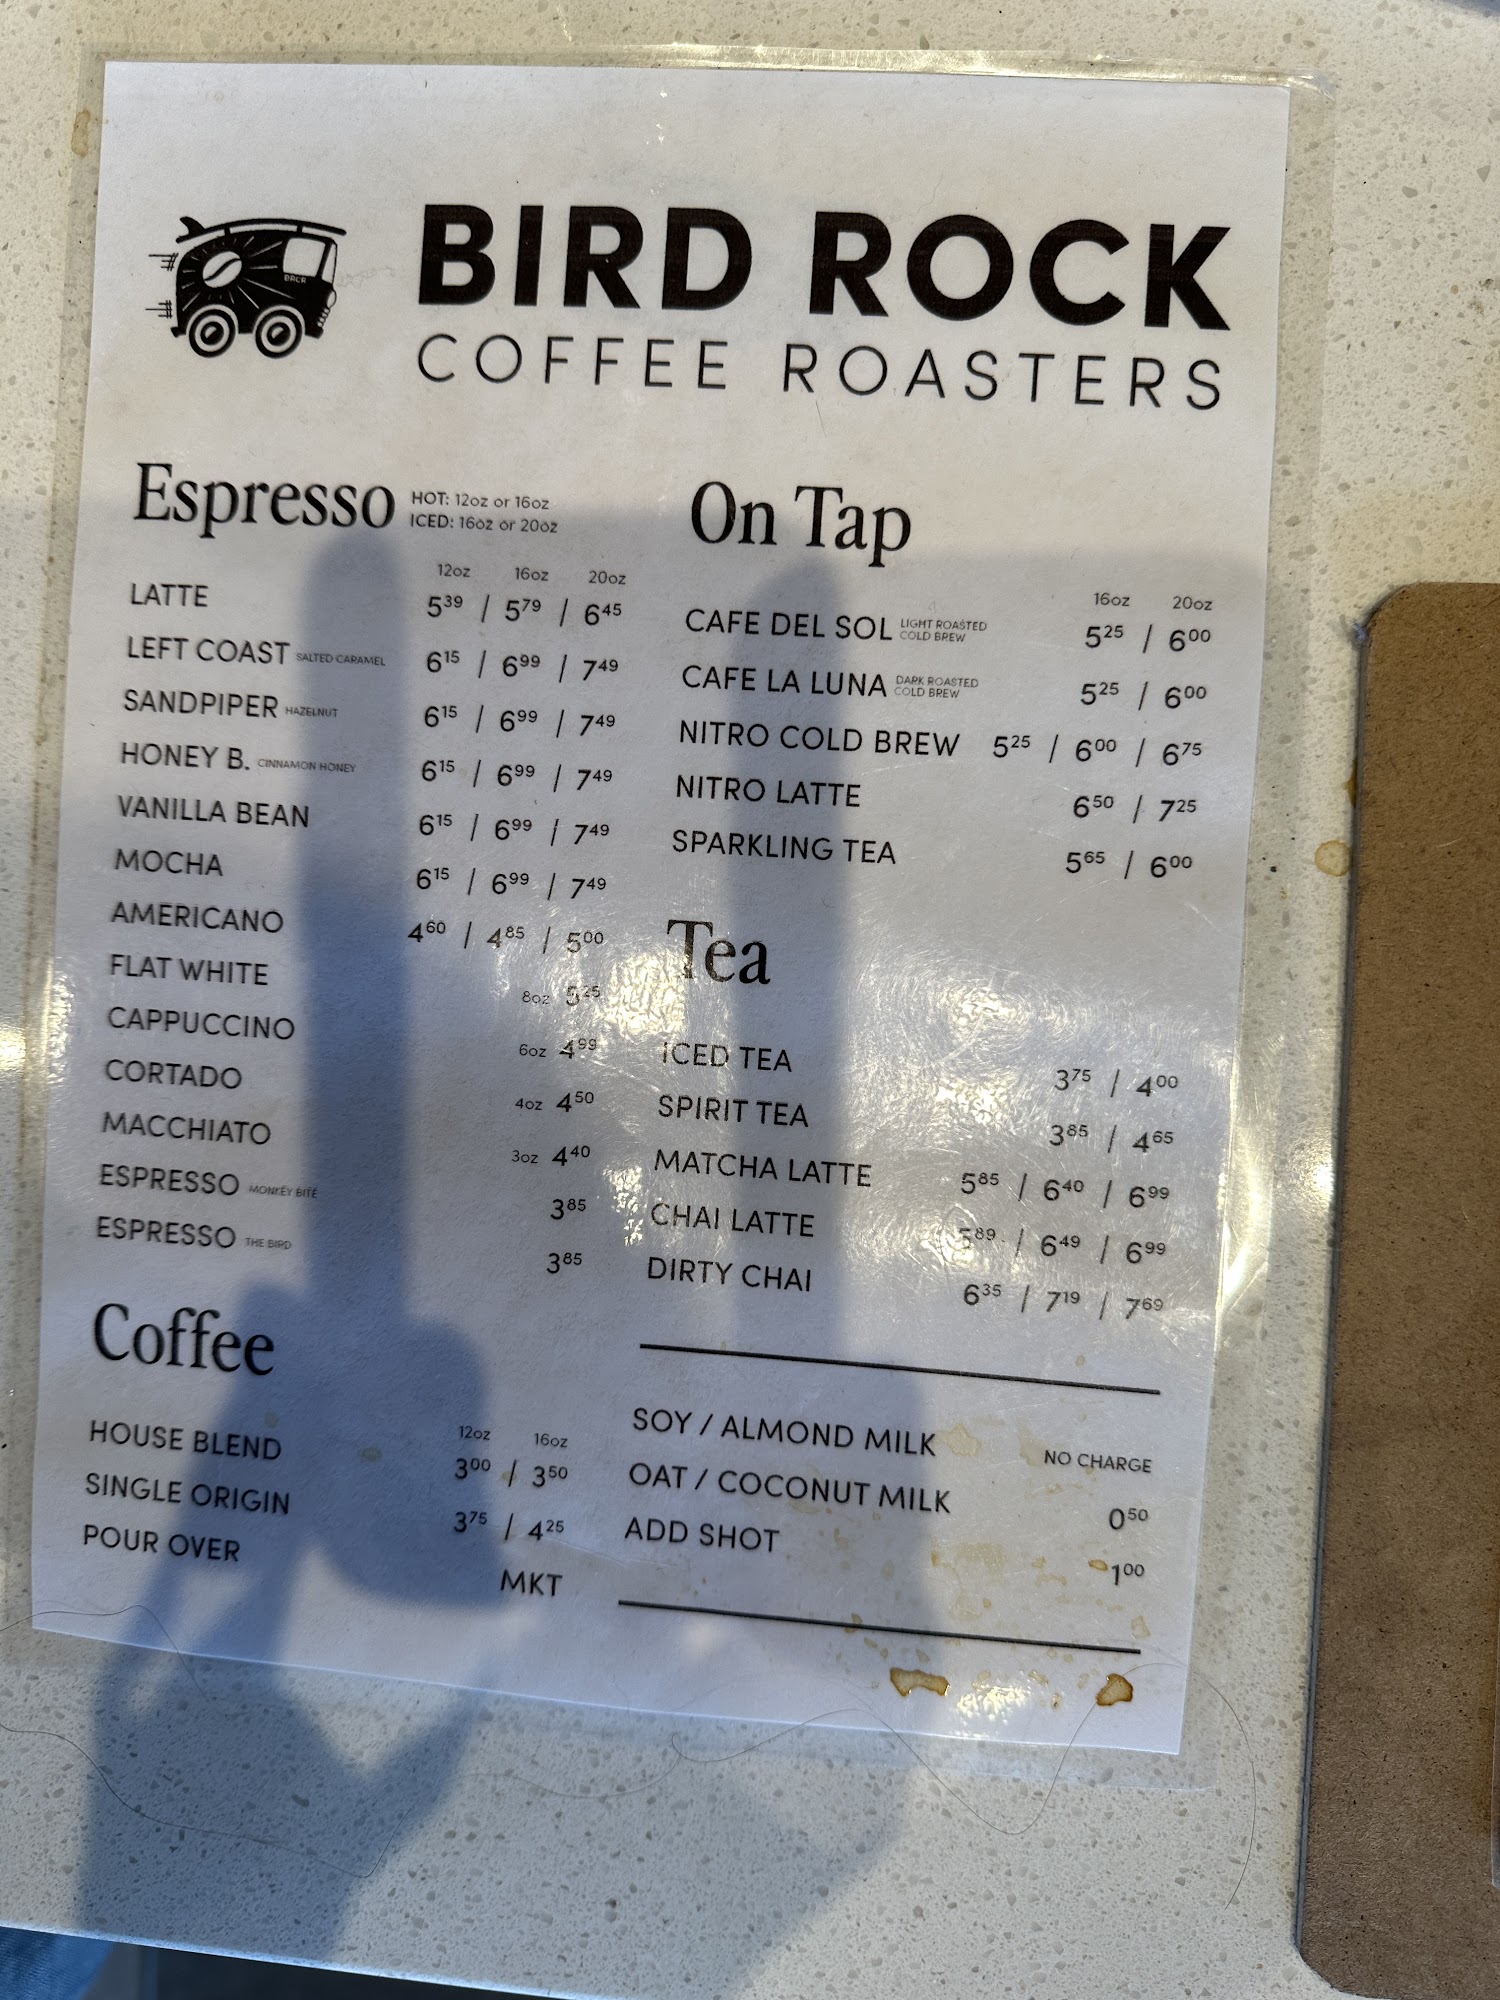 BRCR
BIRD ROCK
COFFEE ROASTERS
Espresso
HOT: 12oz or 16oz
ICED: 16oz or 20oz
12oz 16oz 20oz
LATTE 5³⁹ / 5⁷⁹ / 6⁴⁵
LEFT COAST SALTED CARAMEL 6¹⁵ / 6⁹⁹ / 7⁴⁹
SANDPIPER HAZELNUT 6¹⁵ / 6⁹⁹ / 7⁴⁹
HONEY B. CINNAMON HONEY 6¹⁵ / 6⁹⁹ / 7⁴⁹
VANILLA BEAN 6¹⁵ / 6⁹⁹ / 7⁴⁹
MOCHA 6¹⁵ / 6⁹⁹ / 7⁴⁹
AMERICANO 4⁶⁰ / 4⁸⁵ / 5⁰⁰
FLAT WHITE 8oz 5²⁵
CAPPUCCINO 6oz 4⁹⁹
CORTADO 4oz 4⁵⁰
MACCHIATO 3oz 4⁴⁰
ESPRESSO MONKEY BITE 3⁸⁵
ESPRESSO THE BIRD 3⁸⁵
Coffee
12oz 16oz
HOUSE BLEND 3⁰⁰ / 3⁵⁰
SINGLE ORIGIN 3⁷⁵ / 4²⁵
POUR OVER MKT
On Tap
16oz 20oz
CAFE DEL SOL LIGHT ROASTED COLD BREW 5²⁵ / 6⁰⁰
CAFE LA LUNA DARK ROASTED COLD BREW 5²⁵ / 6⁰⁰
NITRO COLD BREW 5²⁵ / 6⁰⁰ / 6⁷⁵
NITRO LATTE 6⁵⁰ / 7²⁵
SPARKLING TEA 5⁶⁵ / 6⁰⁰
Tea
ICED TEA 3⁷⁵ / 4⁰⁰
SPIRIT TEA 3⁸⁵ / 4⁶⁵
MATCHA LATTE 5⁸⁵ / 6⁴⁰ / 6⁹⁹
CHAI LATTE 5⁸⁹ / 6⁴⁹ / 6⁹⁹
DIRTY CHAI 6³⁵ / 7¹⁹ / 7⁶⁹
SOY / ALMOND MILK NO CHARGE
OAT / COCONUT MILK 0⁵⁰
ADD SHOT 1⁰⁰